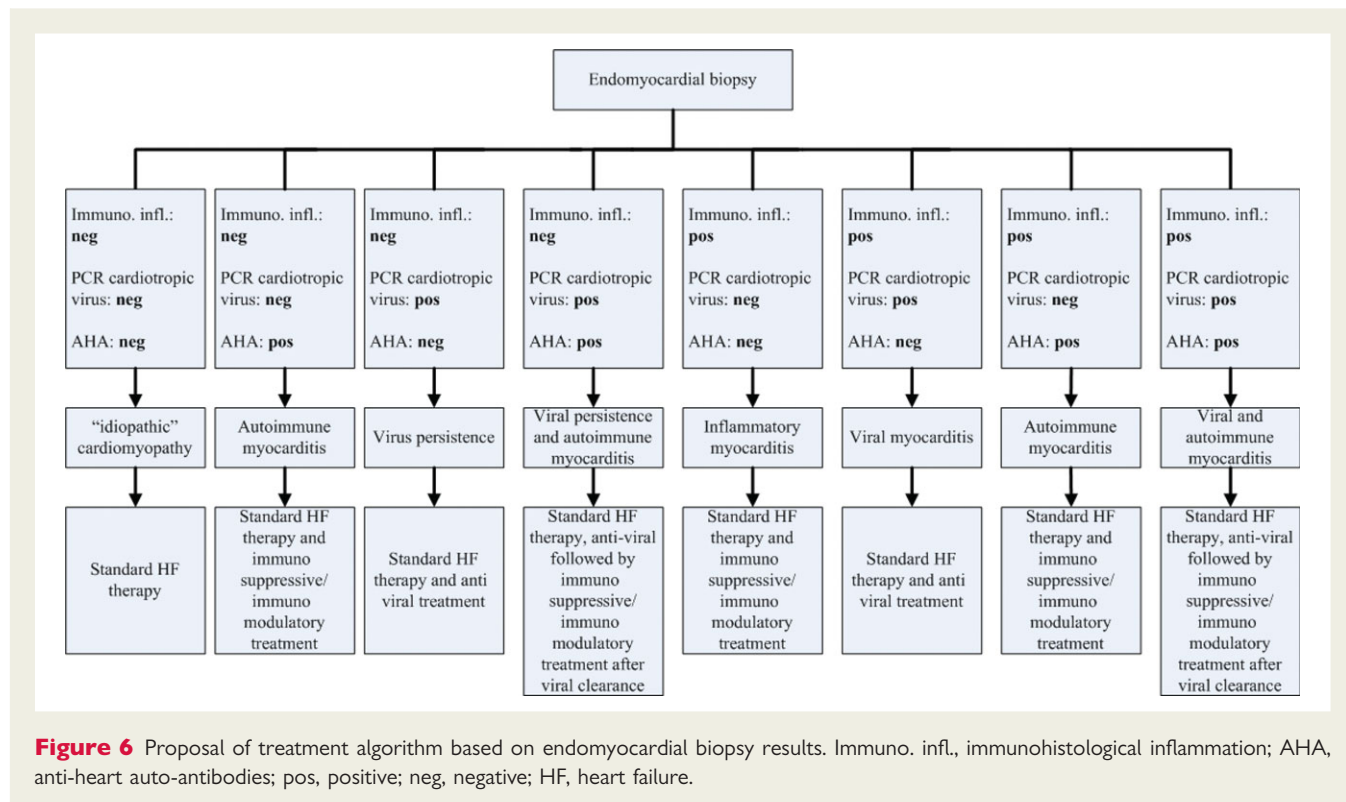 Endomyocardial biopsy
Immuno. infl.:
neg
PCR cardiotropic
virus: neg
AHA: neg
Immuno. infl.:
neg
PCR cardiotropic
virus: neg
AHA: pos
Immuno. infl.:
neg
PCR cardiotropic
virus: pos
AHA: neg
Immuno. infl.:
neg
PCR cardiotropic
virus: pos
AHA: pos
Immuno. infl.:
pos
PCR cardiotropic
virus: neg
AHA: neg
Immuno. infl.:
pos
PCR cardiotropic
virus: pos
AHA: neg
Immuno. infl.:
pos
PCR cardiotropic
virus: neg
AHA: pos
Immuno. infl.:
pos
PCR cardiotropic
virus: pos
AHA: pos
“idiopathic”
cardiomyopathy
Autoimmune
myocarditis
Virus persistence
Viral persistence
and autoimmune
myocarditis
Inflammatory
myocarditis
Viral myocarditis
Autoimmune
myocarditis
Viral and
autoimmune
myocarditis
Standard HF
therapy
Standard HF
therapy and
immuno
suppressive/
immuno
modulatory
treatment
Standard HF
therapy and anti
viral treatment
Standard HF
therapy, anti-viral
followed by
immuno
suppressive/
immuno
modulatory
treatment after
viral clearance
Standard HF
therapy and
immuno
suppressive/
immuno
modulatory
treatment
Standard HF
therapy and anti
viral treatment
Standard HF
therapy and
immuno
suppressive/
immuno
modulatory
treatment
Standard HF
therapy, anti-viral
followed by
immuno
suppressive/
immuno
modulatory
treatment after
viral clearance
Figure 6 Proposal of treatment algorithm based on endomyocardial biopsy results. Immuno. infl., immunohistological inflammation; AHA,
anti-heart auto-antibodies; pos, positive; neg, negative; HF, heart failure.